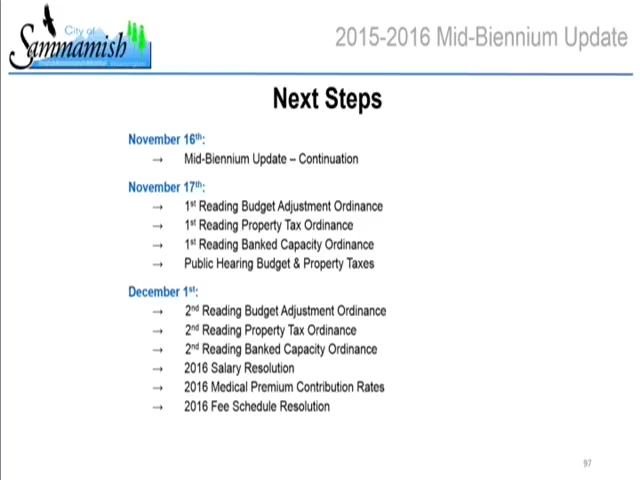 City of
Sammamish
2015-2016 Mid-Biennium Update
Next Steps
November 16th:
→ Mid-Biennium Update – Continuation
November 17th:
→ 1st Reading Budget Adjustment Ordinance
→ 1st Reading Property Tax Ordinance
→ 1st Reading Banked Capacity Ordinance
→ Public Hearing Budget & Property Taxes
December 1st:
→ 2nd Reading Budget Adjustment Ordinance
→ 2nd Reading Property Tax Ordinance
→ 2nd Reading Banked Capacity Ordinance
→ 2016 Salary Resolution
→ 2016 Medical Premium Contribution Rates
→ 2016 Fee Schedule Resolution
97